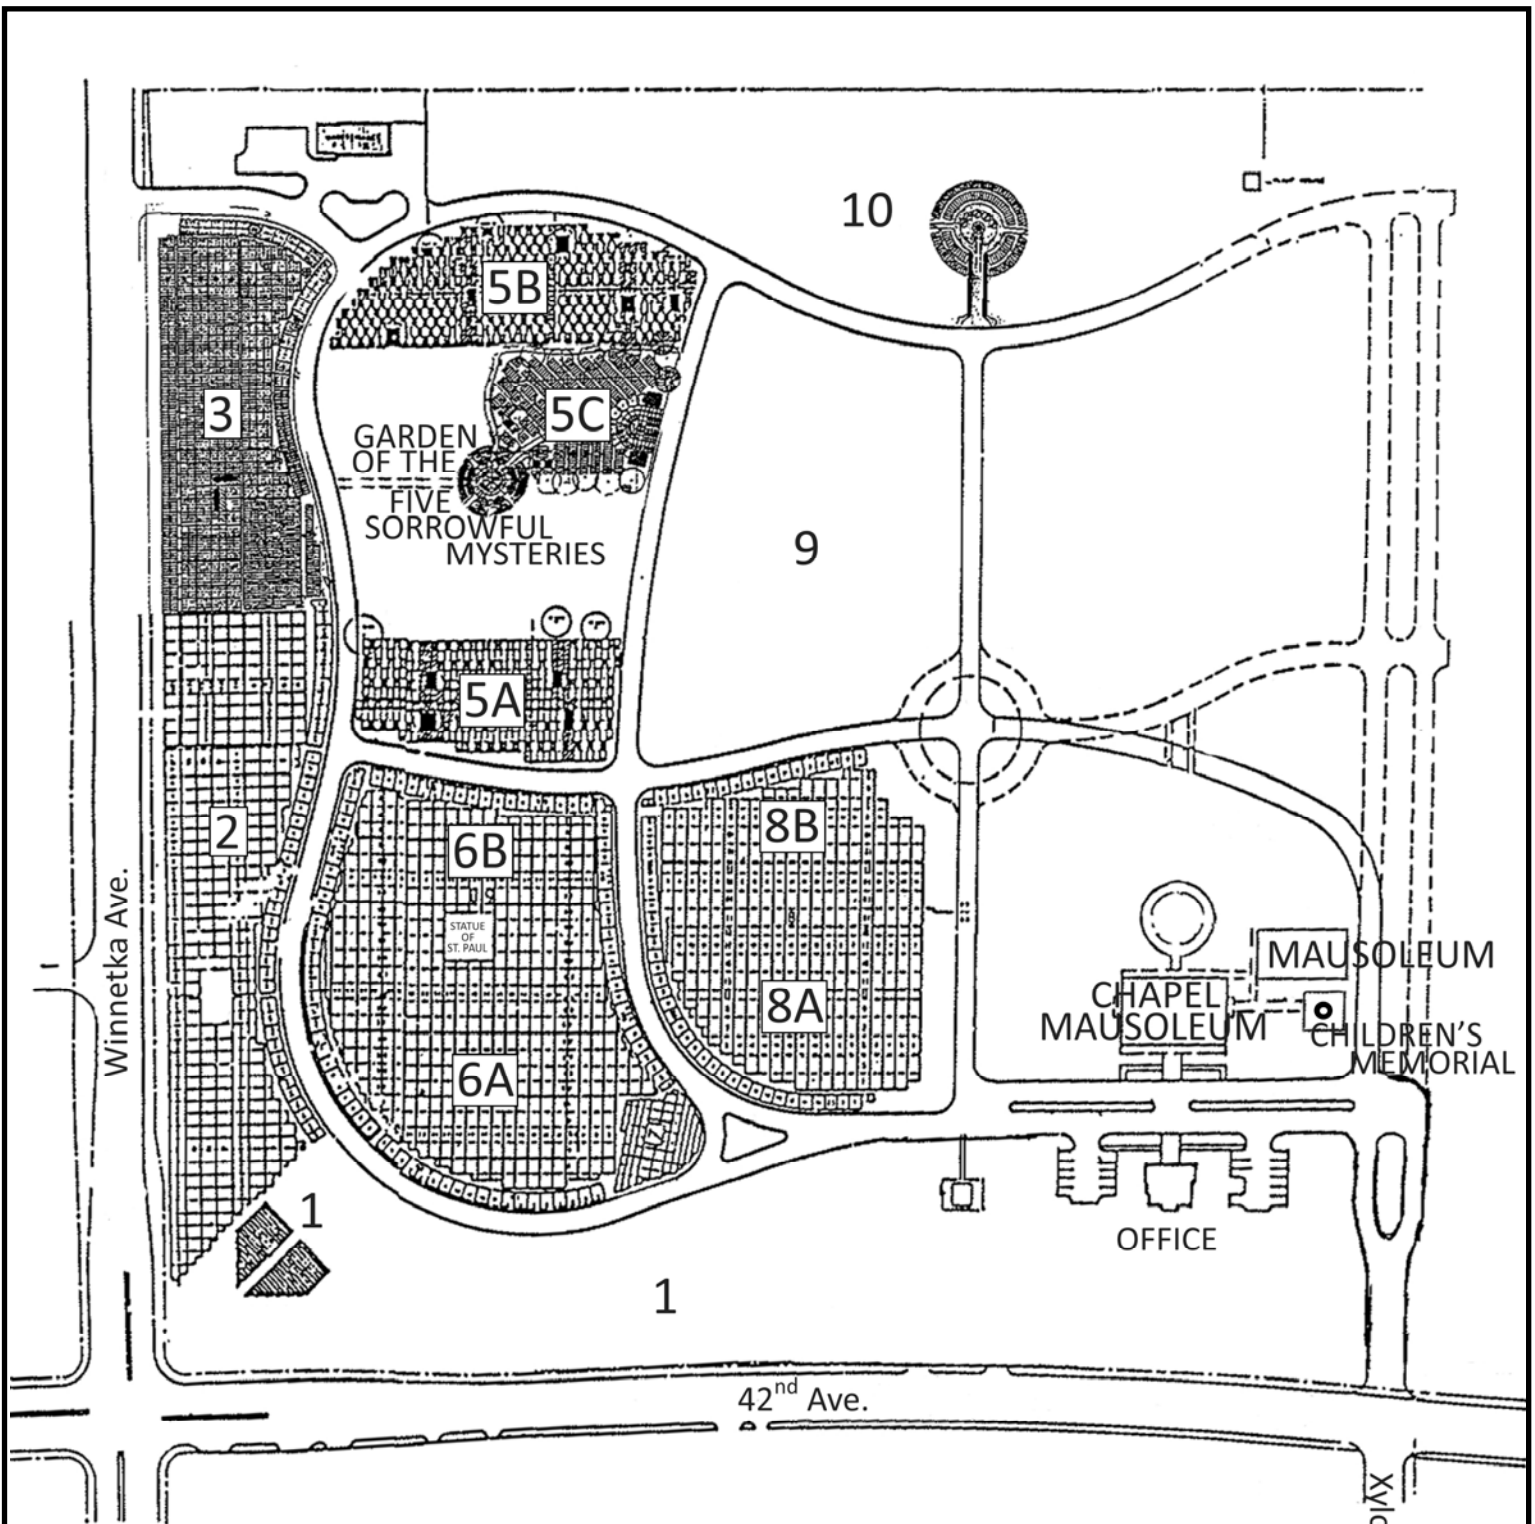 10
5B
3
5C
GARDEN
OF THE
FIVE
SORROWFUL
MYSTERIES
9
5A
2
8B
6B
STATUE
OF
ST. PAUL
Winnetka Ave.
MAUSOLEUM
CHAPEL
MAUSOLEUM
8A
CHILDREN'S
MEMORIAL
6A
7
1
OFFICE
1
42nd Ave.